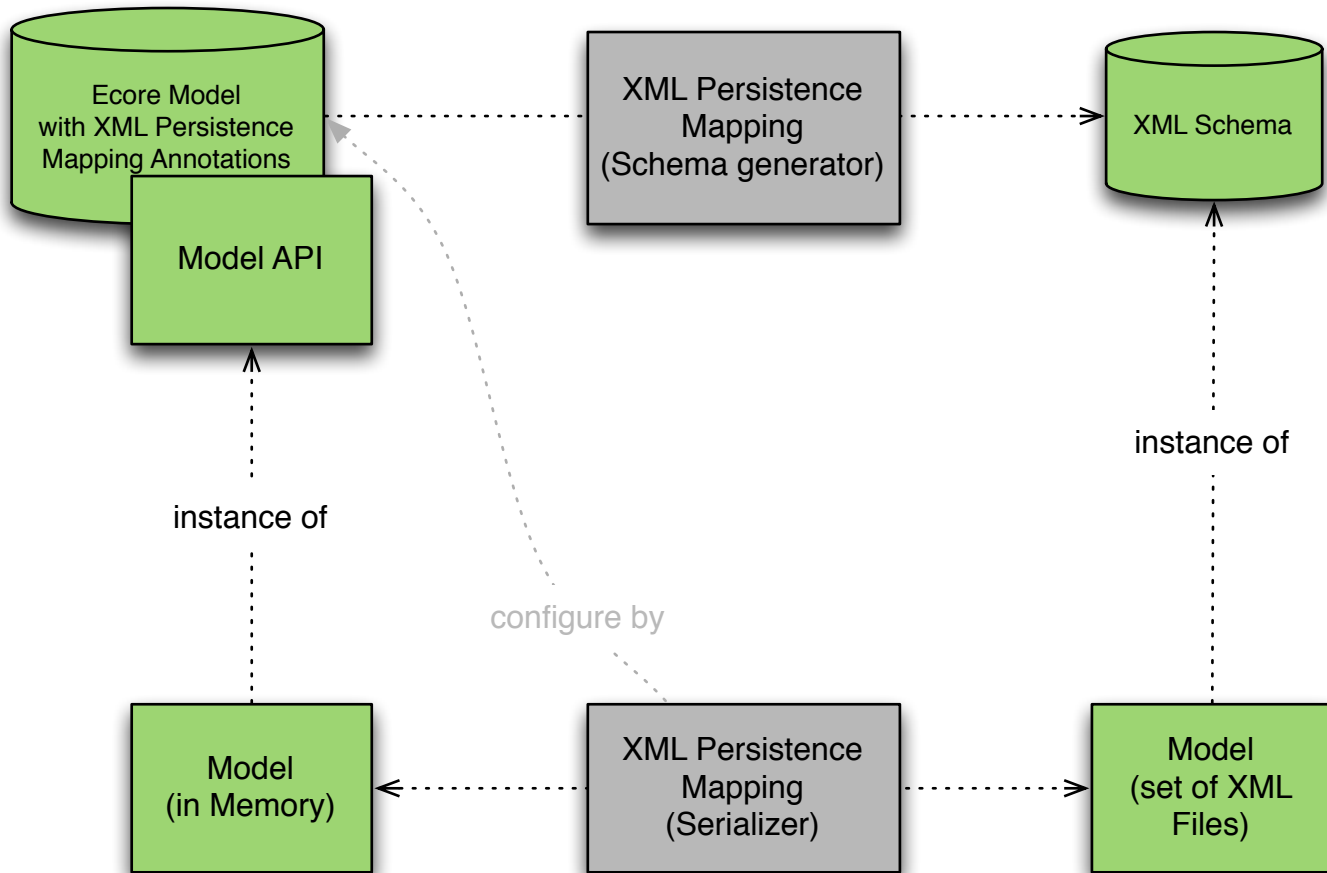 Ecore Model
with XML Persistence
Mapping Annotations
Model API
XML Persistence
Mapping
(Schema generator)
XML Schema
instance of
instance of
configure by
Model
(in Memory)
XML Persistence
Mapping
(Serializer)
Model
(set of XML
Files)